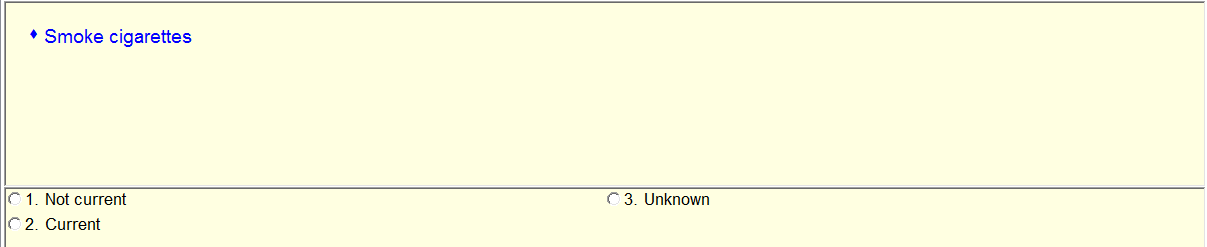 ♦ Smoke cigarettes
1. Not current
2. Current
3. Unknown